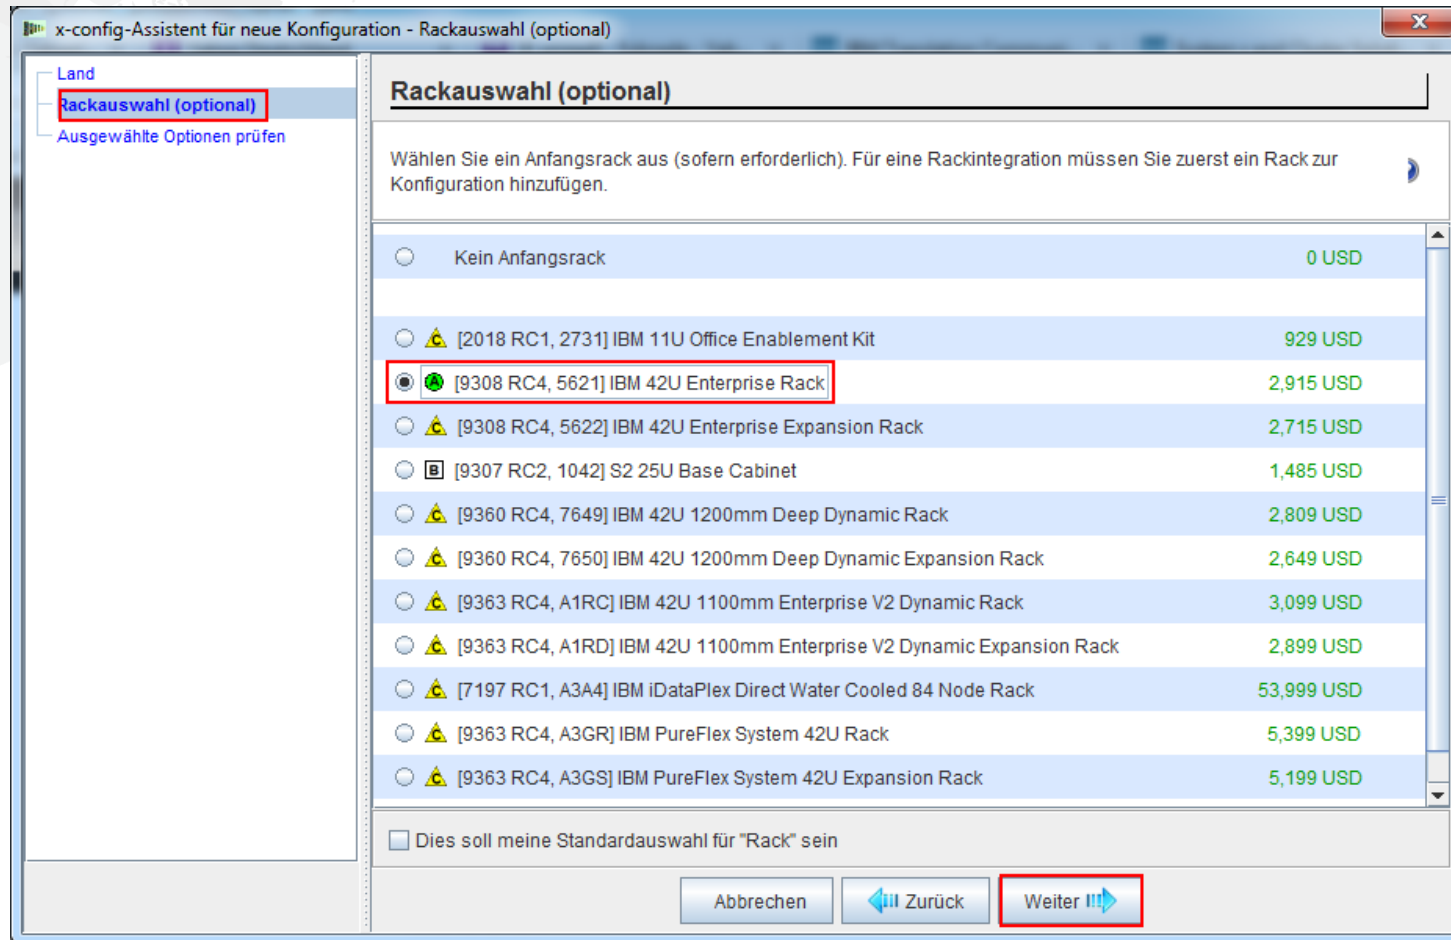 x-config-Assistent für neue Konfiguration - Rackauswahl (optional)
Land
Rackauswahl (optional)
Ausgewählte Optionen prüfen
Rackauswahl (optional)
Wählen Sie ein Anfangsrack aus (sofern erforderlich). Für eine Rackintegration müssen Sie zuerst ein Rack zur
Konfiguration hinzufügen.
Kein Anfangsrack 0 USD
C [2018 RC1, 2731] IBM 11U Office Enablement Kit 929 USD
A [9308 RC4, 5621] IBM 42U Enterprise Rack 2,915 USD
C [9308 RC4, 5622] IBM 42U Enterprise Expansion Rack 2,715 USD
B [9307 RC2, 1042] S2 25U Base Cabinet 1,485 USD
C [9360 RC4, 7649] IBM 42U 1200mm Deep Dynamic Rack 2,809 USD
C [9360 RC4, 7650] IBM 42U 1200mm Deep Dynamic Expansion Rack 2,649 USD
C [9363 RC4, A1RC] IBM 42U 1100mm Enterprise V2 Dynamic Rack 3,099 USD
C [9363 RC4, A1RD] IBM 42U 1100mm Enterprise V2 Dynamic Expansion Rack 2,899 USD
C [7197 RC1, A3A4] IBM iDataPlex Direct Water Cooled 84 Node Rack 53,999 USD
C [9363 RC4, A3GR] IBM PureFlex System 42U Rack 5,399 USD
C [9363 RC4, A3GS] IBM PureFlex System 42U Expansion Rack 5,199 USD
Dies soll meine Standardauswahl für "Rack" sein
Abbrechen Zurück Weiter